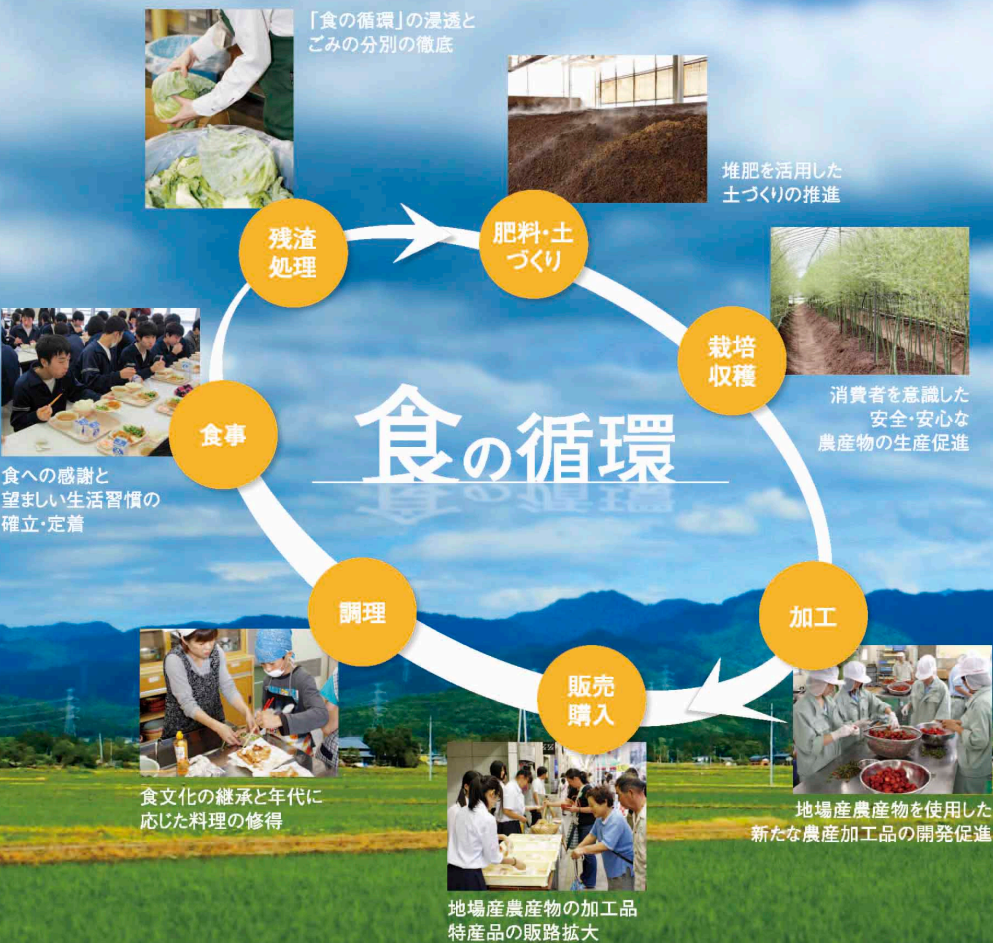 「食の循環」の浸透と
ごみの分別の徹底
堆肥を活用した
土づくりの推進
残渣
処理
肥料・土
づくり
栽培
収穫
消費者を意識した
安全・安心な
農産物の生産促進
食事
食の循環
食への感謝と
望ましい生活習慣の
確立・定着
調理
加工
販売
購入
食文化の継承と年代に
応じた料理の修得
地場産農産物を使用した
新たな農産加工品の開発促進
地場産農産物の加工品
特産品の販路拡大